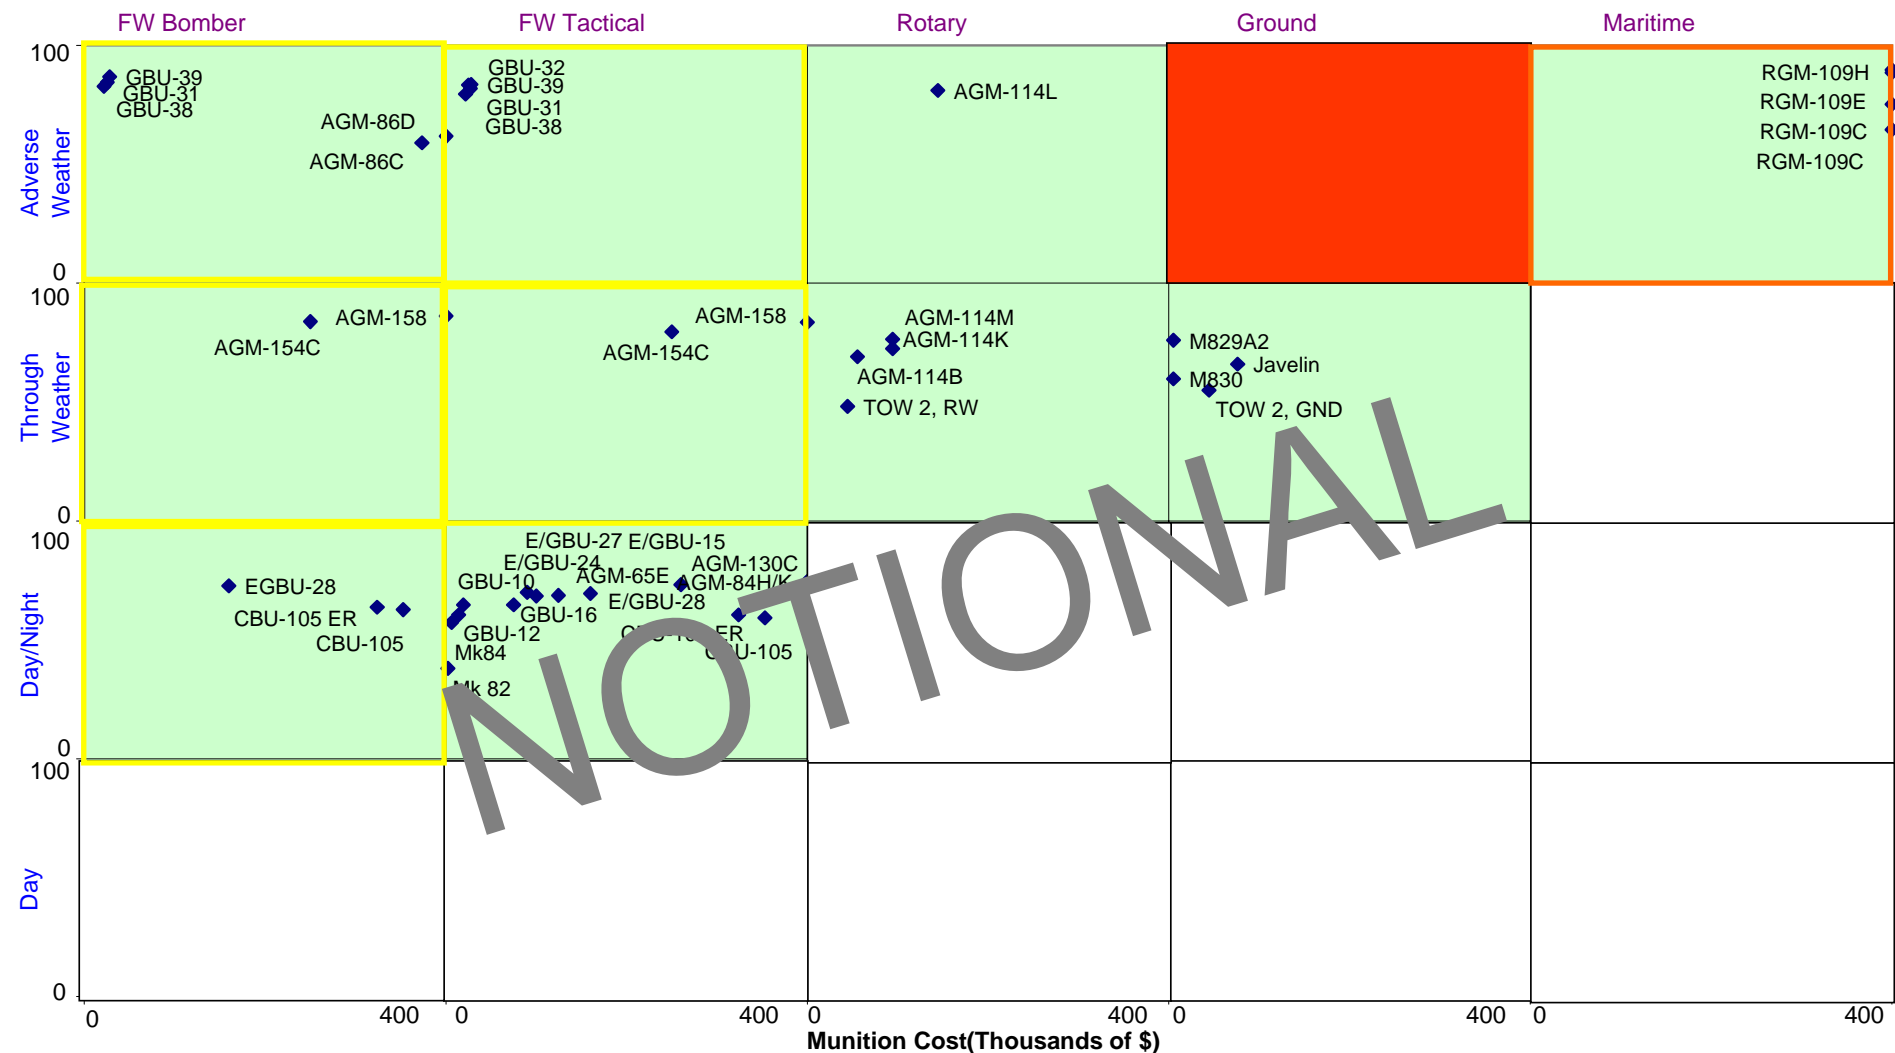 FW Bomber FW Tactical Rotary Ground Maritime
Adverse Weather
100
0
GBU-39
GBU-31
GBU-38
AGM-86D
AGM-86C
GBU-32
GBU-39
GBU-31
GBU-38
AGM-114L
RGM-109H
RGM-109E
RGM-109C
RGM-109C
Through Weather
100
0
AGM-158
AGM-154C
AGM-158
AGM-154C
AGM-114M
AGM-114K
AGM-114B
TOW 2, RW
M829A2
Javelin
M830
TOW 2, GND
Day/Night
100
0
EGBU-28
CBU-105 ER
CBU-105
E/GBU-27 E/GBU-15
E/GBU-24
AGM-130C
GBU-10
AGM-65E
AGM-84H/K
E/GBU-28
GBU-16
GBU-12
CBU-105 ER
CBU-105
Mk84
Mk 82
NOTIONAL
Day
100
0
0 400 0 400 0 400 0 400 0 400
Munition Cost(Thousands of $)